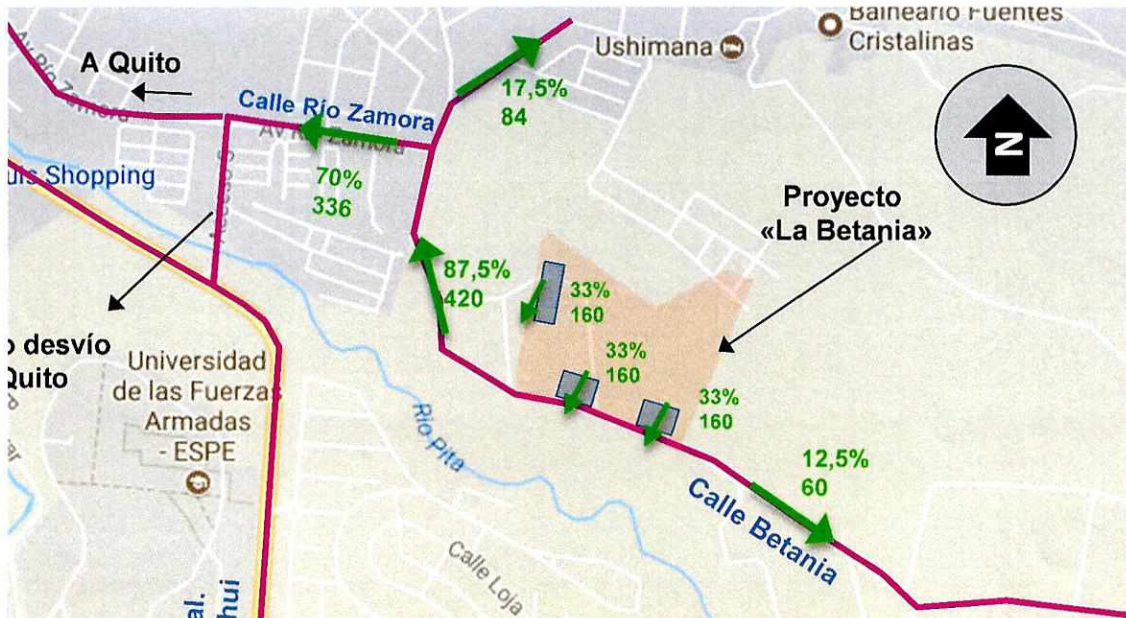 Balneario Fuentes
Cristalinas
Ushimana
A Quito
Calle Río Zamora
17,5%
84
N
Shopping
70%
336
Proyecto
«La Betania»
87,5%
420
33%
160
33%
160
33%
160
desvío
Quito
Universidad
de las Fuerzas
Armadas
- ESPE
Río Pita
12,5%
60
Calle Betania
Calle Loja
al.
hui